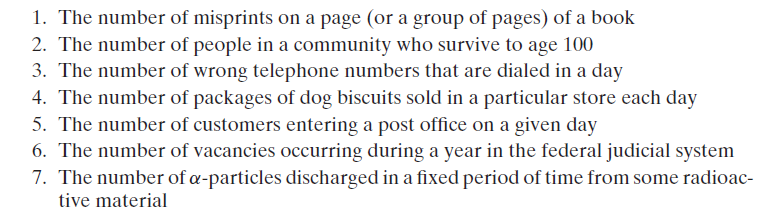 1. The number of misprints on a page (or a group of pages) of a book
2. The number of people in a community who survive to age 100
3. The number of wrong telephone numbers that are dialed in a day
4. The number of packages of dog biscuits sold in a particular store each day
5. The number of customers entering a post office on a given day
6. The number of vacancies occurring during a year in the federal judicial system
7. The number of α-particles discharged in a fixed period of time from some radioac-
tive material